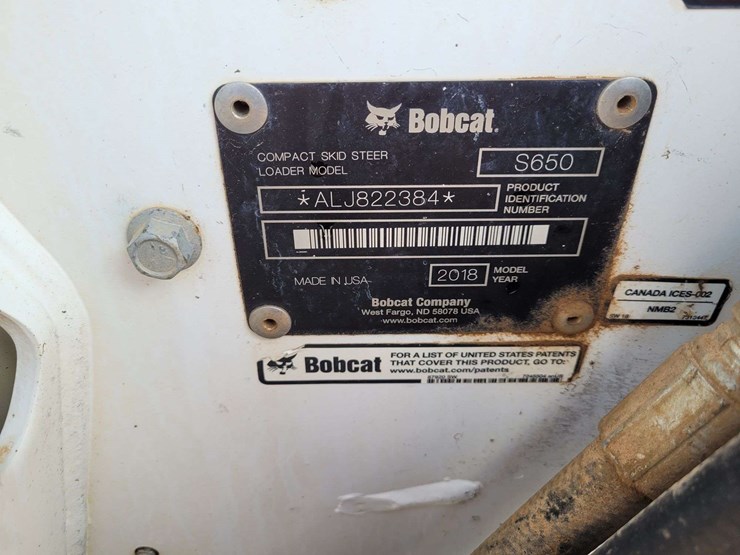 Bobcat.
COMPACT SKID STEER
LOADER MODEL
S650
*ALJ822384*
PRODUCT
IDENTIFICATION
NUMBER
MADE IN USA
2018
MODEL
YEAR
Bobcat Company
West Fargo, ND 58078 USA
www.bobcat.com
CANADA ICES-002
NMB2
Bobcat
FOR A LIST OF UNITED STATES PATENTS
THAT COVER THIS PRODUCT, GO TO:
www.bobcat.com/patents